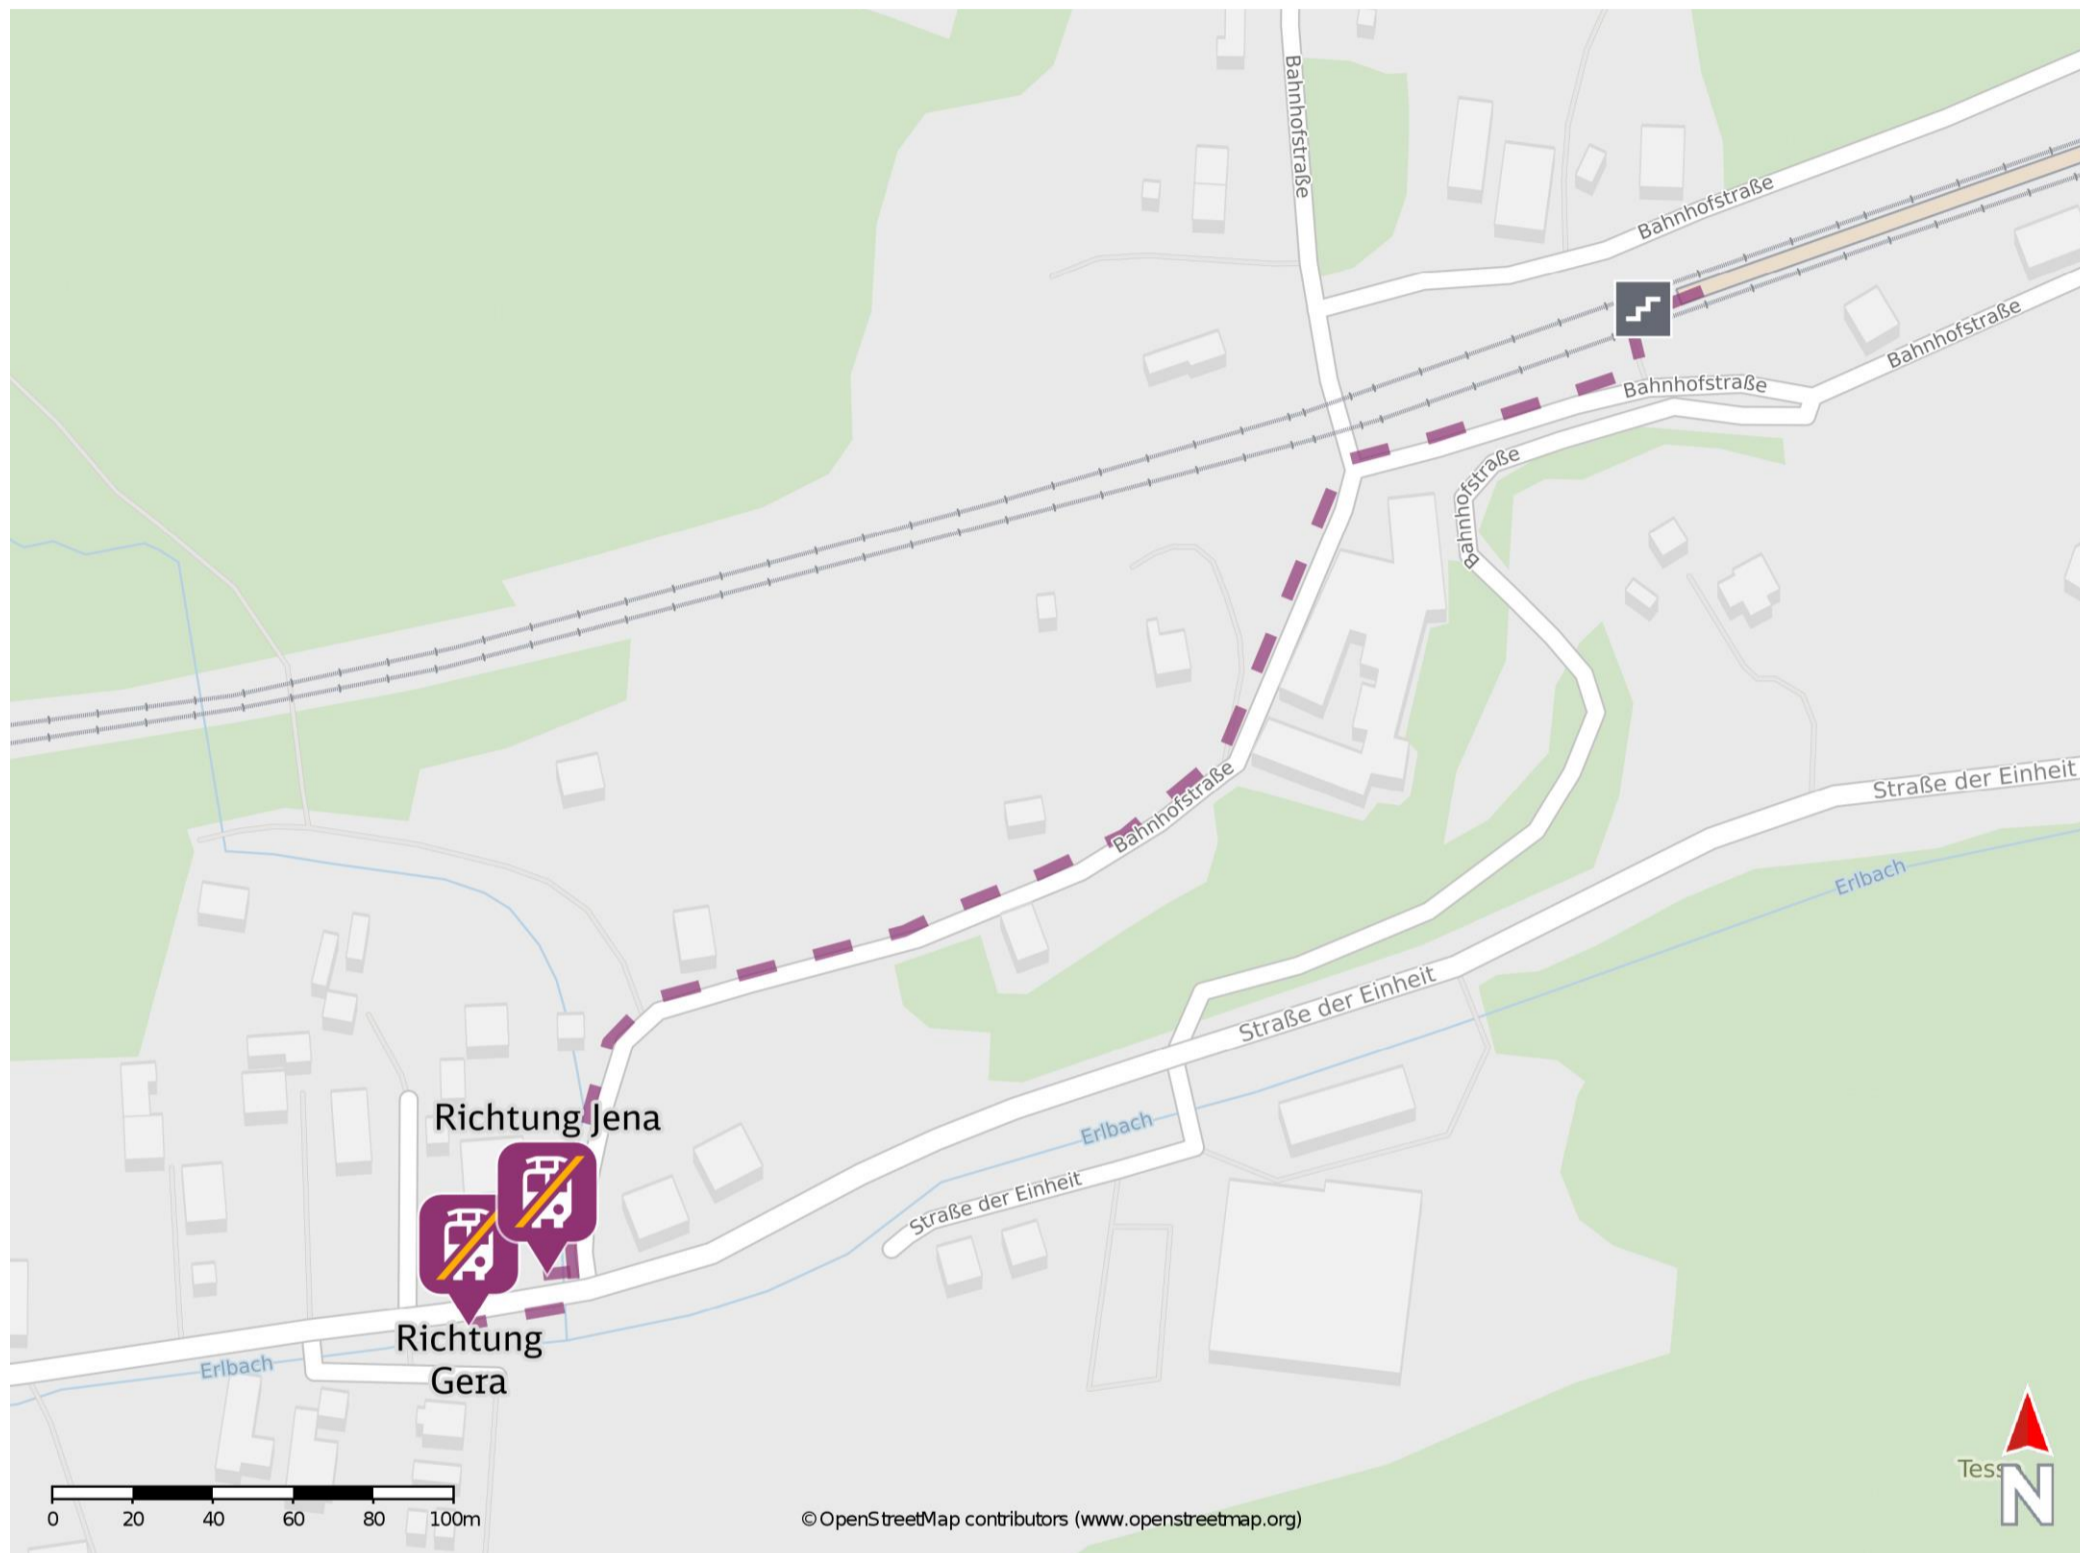 Bahnhofstraße
Bahnhofstraße
Bahnhofstraße
Bahnhofstraße
Bahnhofstraße
Straße der Einheit
Bahnhofstraße
Erlbach
Straße der Einheit
Richtung Jena
Erlbach
Straße der Einheit
Richtung
Gera
Erlbach
Tess
N
0 20 40 60 80 100m
© OpenStreetMap contributors (www.openstreetmap.org)